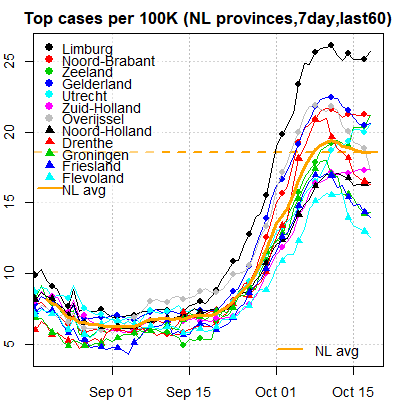 Top cases per 100K (NL provinces,7day,last60)
25
20
15
10
5
Limburg
Noord-Brabant
Zeeland
Gelderland
Utrecht
Zuid-Holland
Overijssel
Noord-Holland
Drenthe
Groningen
Friesland
Flevoland
NL avg
NL avg
Sep 01
Sep 15
Oct 01
Oct 15